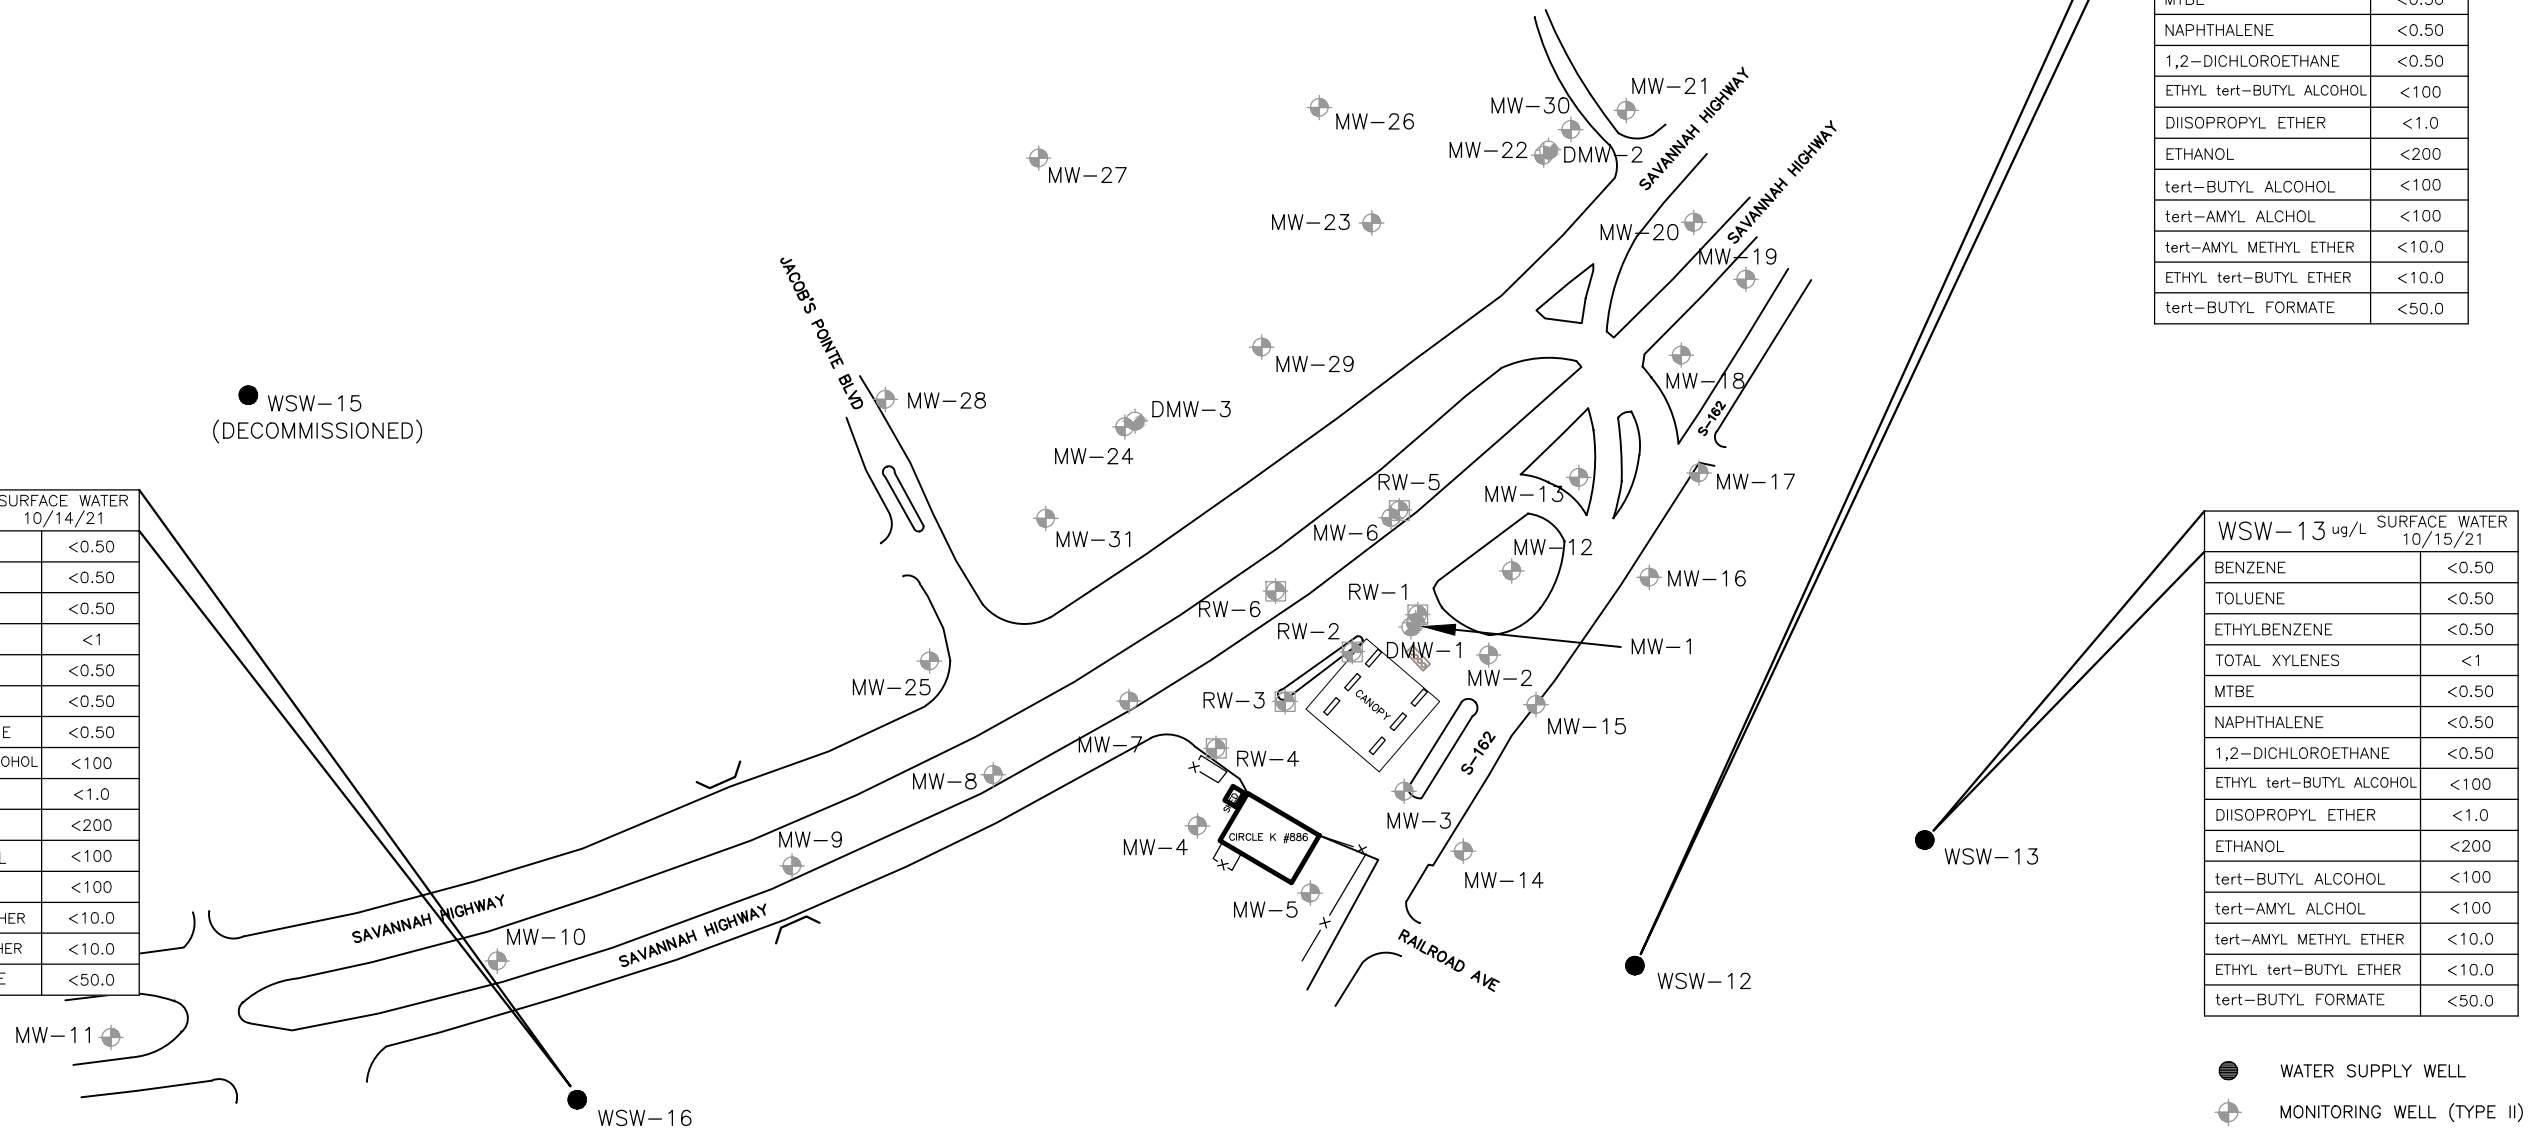 MTBE <0.50
NAPHTHALENE <0.50
1,2-DICHLOROETHANE <0.50
ETHYL tert-BUTYL ALCOHOL <100
DIISOPROPYL ETHER <1.0
ETHANOL <200
tert-BUTYL ALCOHOL <100
tert-AMYL ALCHOL <100
tert-AMYL METHYL ETHER <10.0
ETHYL tert-BUTYL ETHER <10.0
tert-BUTYL FORMATE <50.0
MW-21
MW-30
MW-26
MW-22
DMW-2
SAVANNAH HIGHWAY
SAVANNAH HIGHWAY
MW-27
MW-23
MW-20
MW-19
JACOB'S POINTE BLVD
MW-29
MW-18
MW-28
DMW-3
S-162
WSW-15
(DECOMMISSIONED)
MW-24
RW-5
MW-17
MW-13
MW-6
MW-31
MW-12
MW-16
RW-1
RW-6
RW-2
DMW-1
MW-1
MW-2
MW-25
RW-3
CANOPY
MW-15
MW-7
RW-4
S-162
X
MW-8
MW-3
MW-4
CIRCLE K #886
X
X
MW-9
MW-14
MW-5
X
SAVANNAH HIGHWAY
SAVANNAH HIGHWAY
MW-10
RAILROAD AVE
WSW-12
WSW-13
MW-11
WSW-16
SURFACE WATER
10/14/21
<0.50
<0.50
<0.50
<1
<0.50
<0.50
E <0.50
OHOL <100
<1.0
<200
L <100
<100
HER <10.0
HER <10.0
E <50.0
WSW-13 ug/L SURFACE WATER
10/15/21
BENZENE <0.50
TOLUENE <0.50
ETHYLBENZENE <0.50
TOTAL XYLENES <1
MTBE <0.50
NAPHTHALENE <0.50
1,2-DICHLOROETHANE <0.50
ETHYL tert-BUTYL ALCOHOL <100
DIISOPROPYL ETHER <1.0
ETHANOL <200
tert-BUTYL ALCOHOL <100
tert-AMYL ALCHOL <100
tert-AMYL METHYL ETHER <10.0
ETHYL tert-BUTYL ETHER <10.0
tert-BUTYL FORMATE <50.0
WATER SUPPLY WELL
MONITORING WELL (TYPE II)